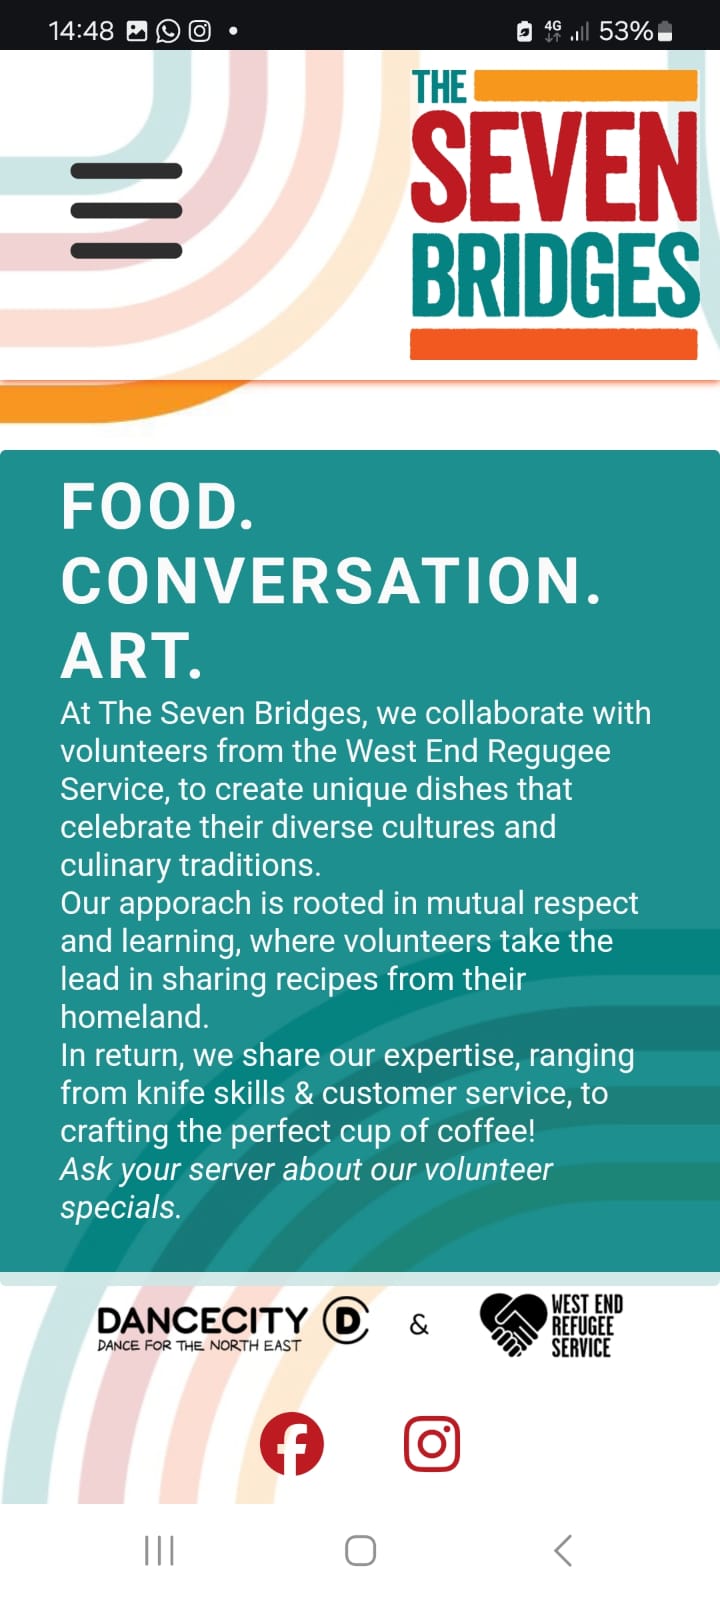 14:48
4G
53%
THE
SEVEN
BRIDGES
FOOD.
CONVERSATION.
ART.
At The Seven Bridges, we collaborate with
volunteers from the West End Regugee
Service, to create unique dishes that
celebrate their diverse cultures and
culinary traditions.
Our apporach is rooted in mutual respect
and learning, where volunteers take the
lead in sharing recipes from their
homeland.
In return, we share our expertise, ranging
from knife skills & customer service, to
crafting the perfect cup of coffee!
Ask your server about our volunteer
specials.
DANCECITY D
DANCE FOR THE NORTH EAST
&
WEST END
REFUGEE
SERVICE